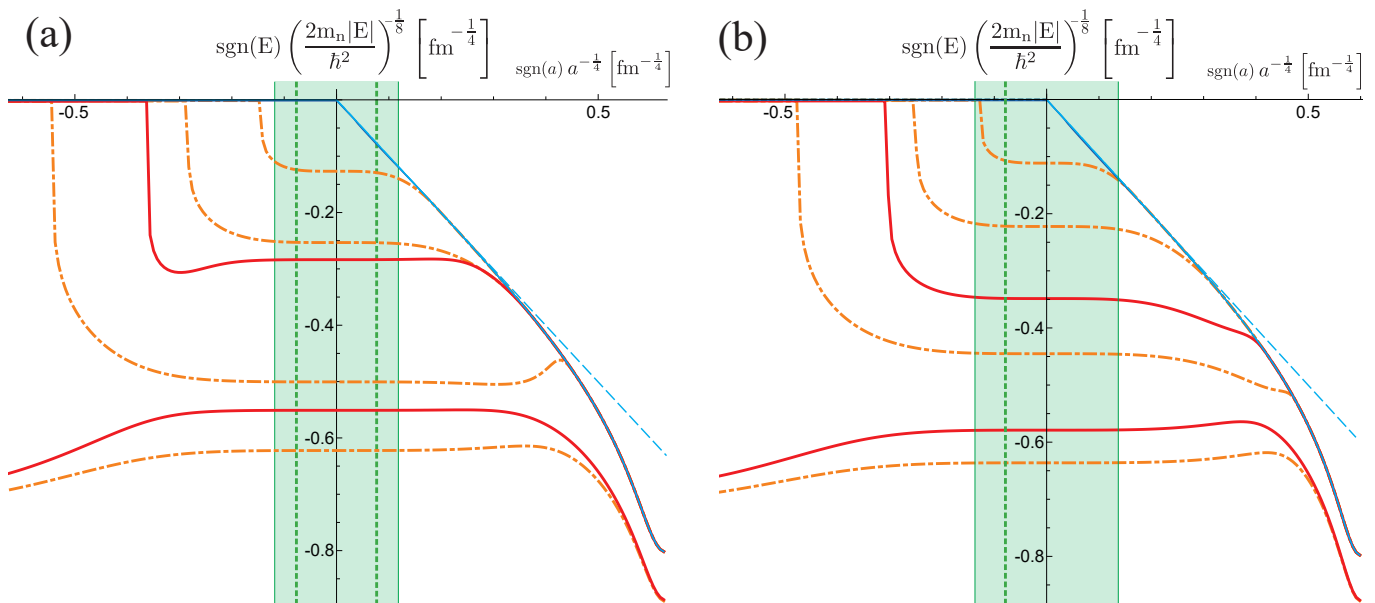 (a)
sgn(E) (2m_n|E|/ħ²)^{-1/8} [fm^{-1/4}]
sgn(a) a^{-1/4} [fm^{-1/4}]
-0.5
0.5
-0.2
-0.4
-0.6
-0.8
(b)
sgn(E) (2m_n|E|/ħ²)^{-1/8} [fm^{-1/4}]
sgn(a) a^{-1/4} [fm^{-1/4}]
-0.5
0.5
-0.2
-0.4
-0.6
-0.8